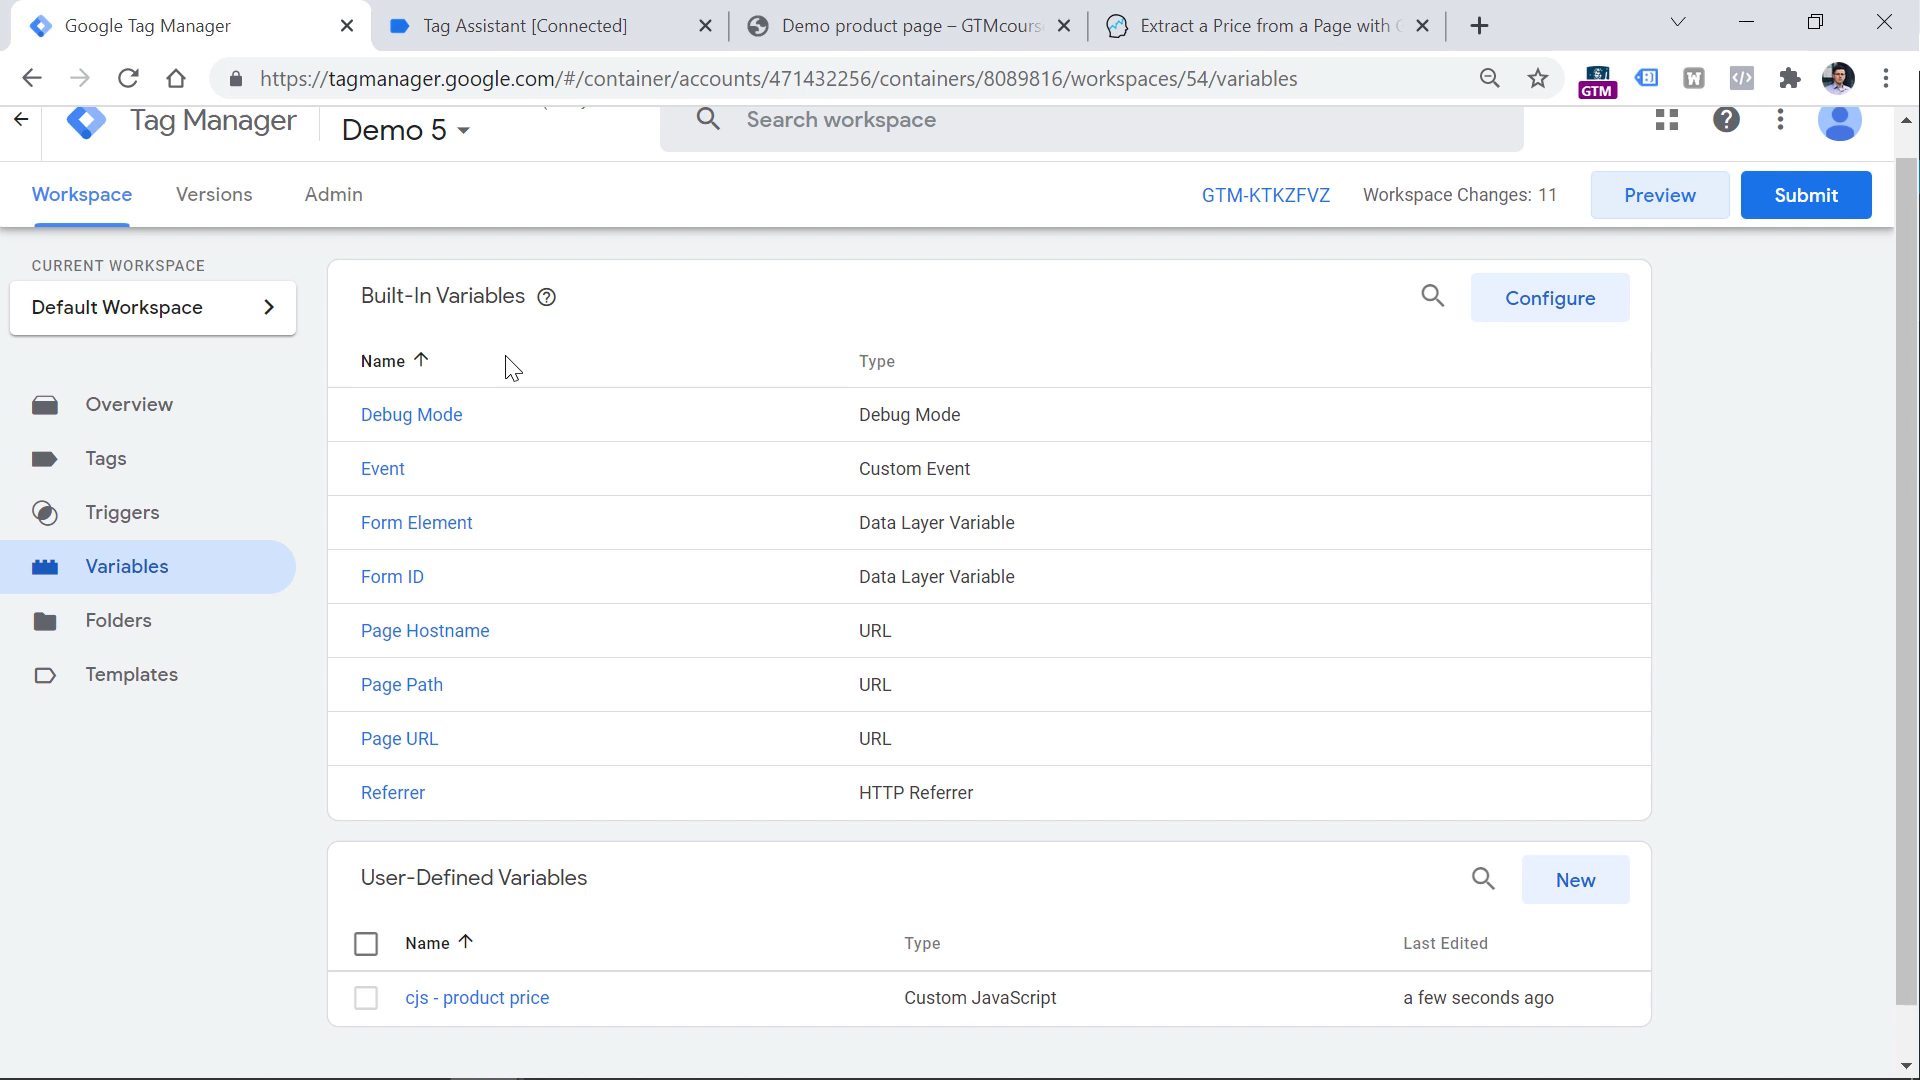 Google Tag Manager
Tag Assistant [Connected]
Demo product page – GTMcours
Extract a Price from a Page with
https://tagmanager.google.com/#/container/accounts/471432256/containers/8089816/workspaces/54/variables
GTM
Tag Manager
Demo 5
Search workspace
Workspace
Versions
Admin
GTM-KTKZFVZ
Workspace Changes: 11
Preview
Submit
CURRENT WORKSPACE
Default Workspace
Overview
Tags
Triggers
Variables
Folders
Templates
Built-In Variables
Configure
Name
Type
Debug Mode
Debug Mode
Event
Custom Event
Form Element
Data Layer Variable
Form ID
Data Layer Variable
Page Hostname
URL
Page Path
URL
Page URL
URL
Referrer
HTTP Referrer
User-Defined Variables
New
Name
Type
Last Edited
cjs - product price
Custom JavaScript
a few seconds ago